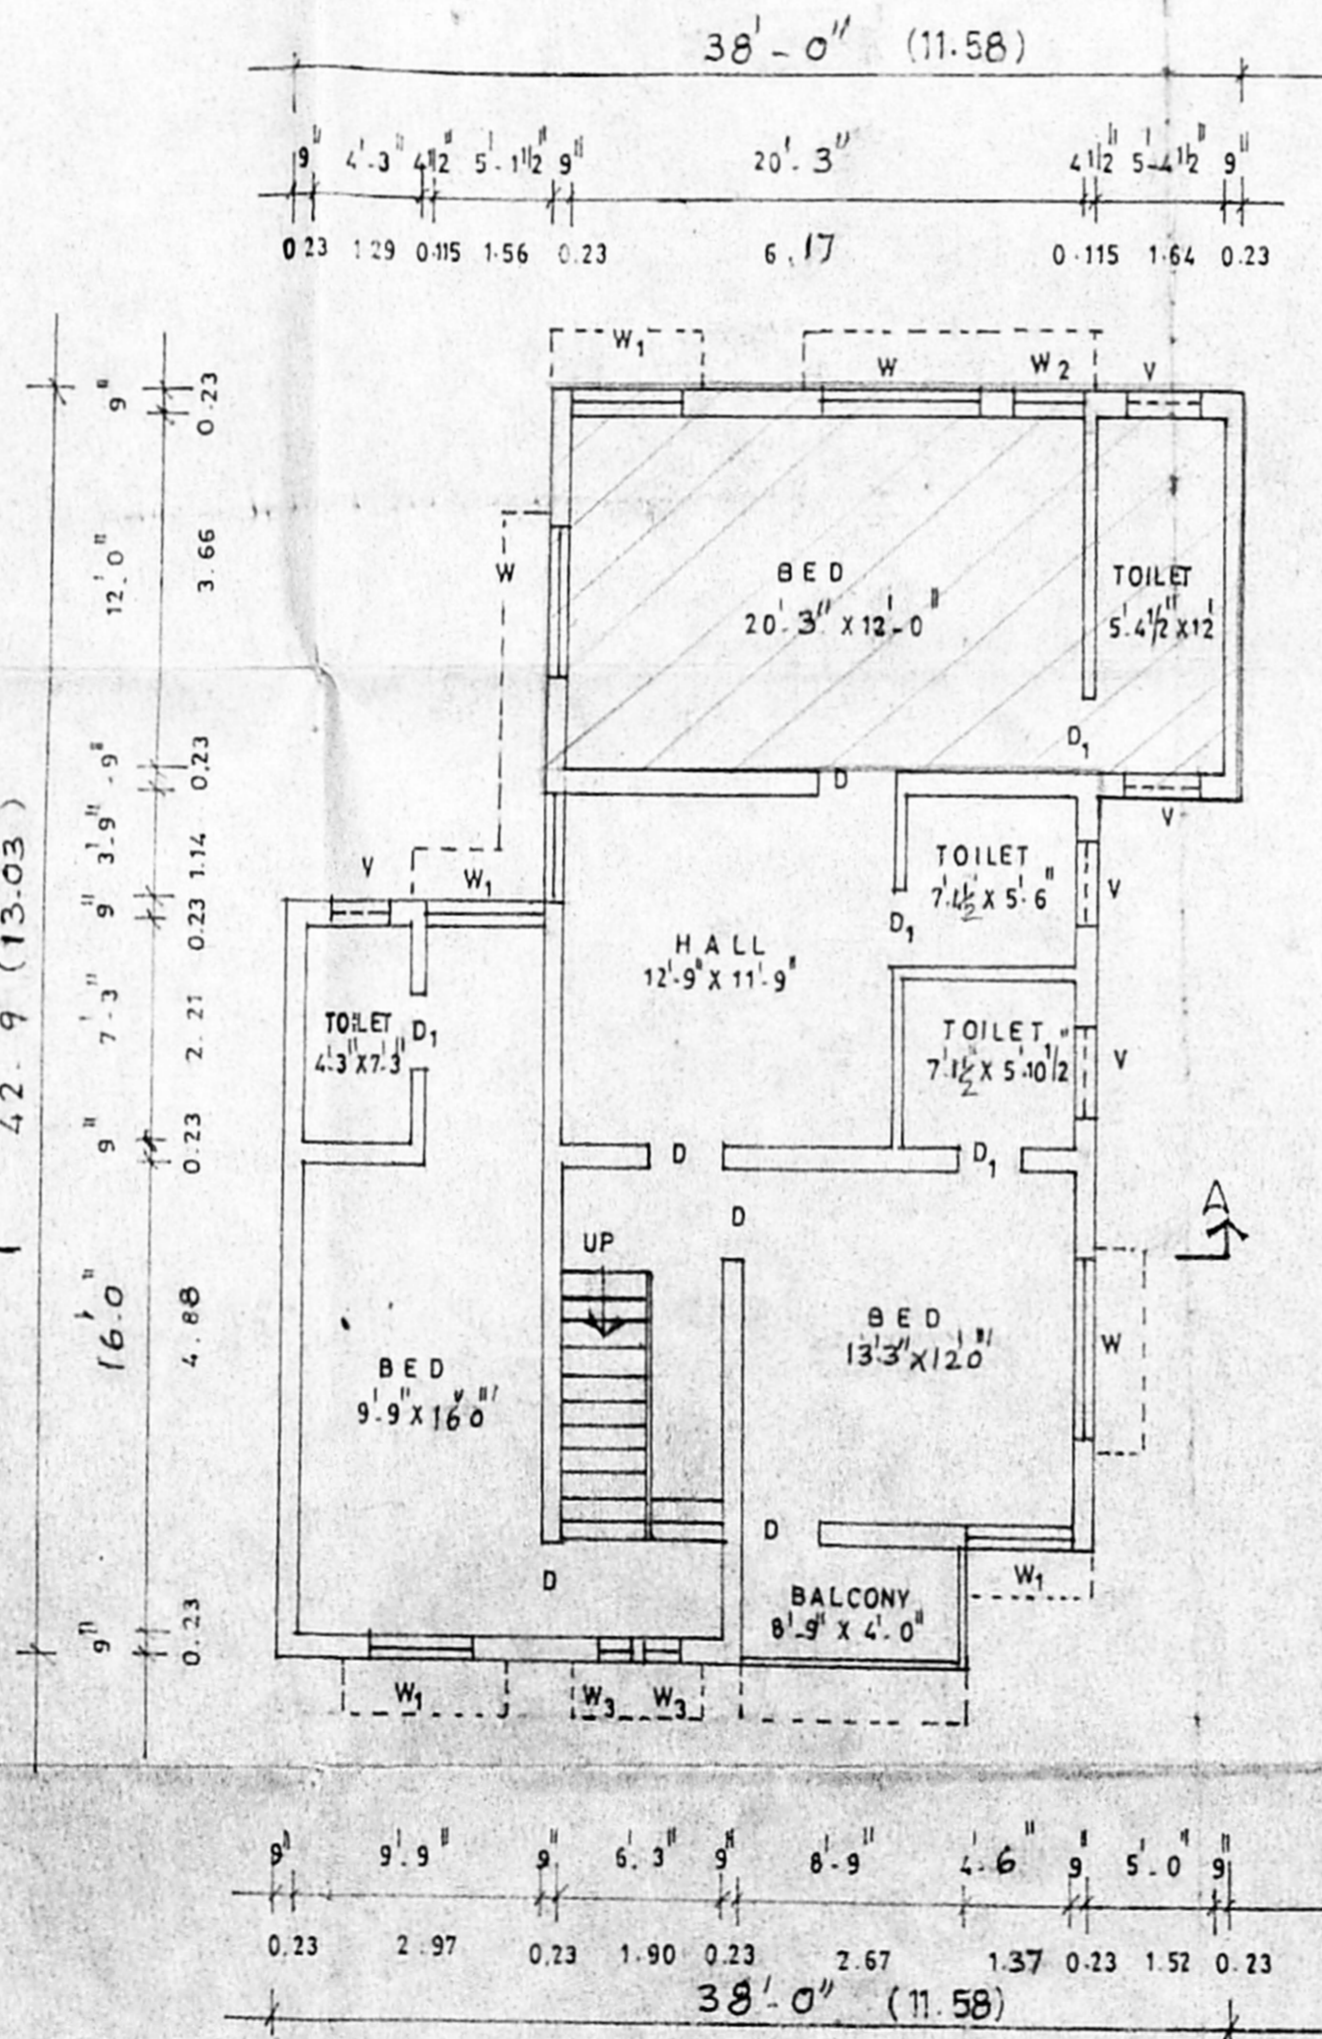 38'-0" (11.58)
9" 4'-3" 4½" 5'-1½" 9" 20'-3" 4½" 5'-4½" 9"
0.23 1.29 0.115 1.56 0.23 6.17 0.115 1.64 0.23
W1 W W2 V
9" 0.23
12'-0" 3.66
W
BED
20'-3" X 12'-0"
TOILET
5'-4½" X 12'
D1
9" 0.23
D
V
3'-9" 1.14
V W1
TOILET
7'-4½ X 5'-6"
V
9" 0.23
D1
HALL
12'-9" X 11'-9"
42.9 (13.03)
7'-3" 2.21
TOILET D1
4'-3" X 7'-3"
TOILET
7'-1½ X 5'-10½"
V
9" 0.23
D D1
D
UP
16'0" 4.88
BED
13'3" X 12'0"
W
BED
9'-9" X 16'0"
D
D
BALCONY
8'-9" X 4'-0"
W1
9" 0.23
W1 W3 W3
9" 9'-9" 9" 6'-3" 9" 8'-9" 4'-6" 9" 5'-0" 9"
0.23 2.97 0.23 1.90 0.23 2.67 1.37 0.23 1.52 0.23
38'-0" (11.58)